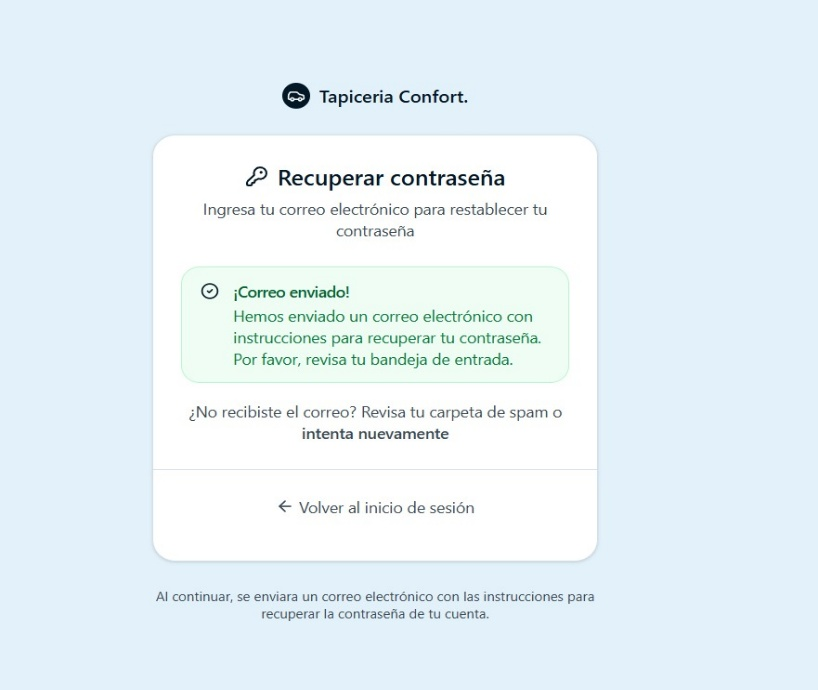 Tapiceria Confort.
Recuperar contraseña
Ingresa tu correo electrónico para restablecer tu
contraseña
¡Correo enviado!
Hemos enviado un correo electrónico con
instrucciones para recuperar tu contraseña.
Por favor, revisa tu bandeja de entrada.
¿No recibiste el correo? Revisa tu carpeta de spam o
intenta nuevamente
← Volver al inicio de sesión
Al continuar, se enviara un correo electrónico con las instrucciones para
recuperar la contraseña de tu cuenta.